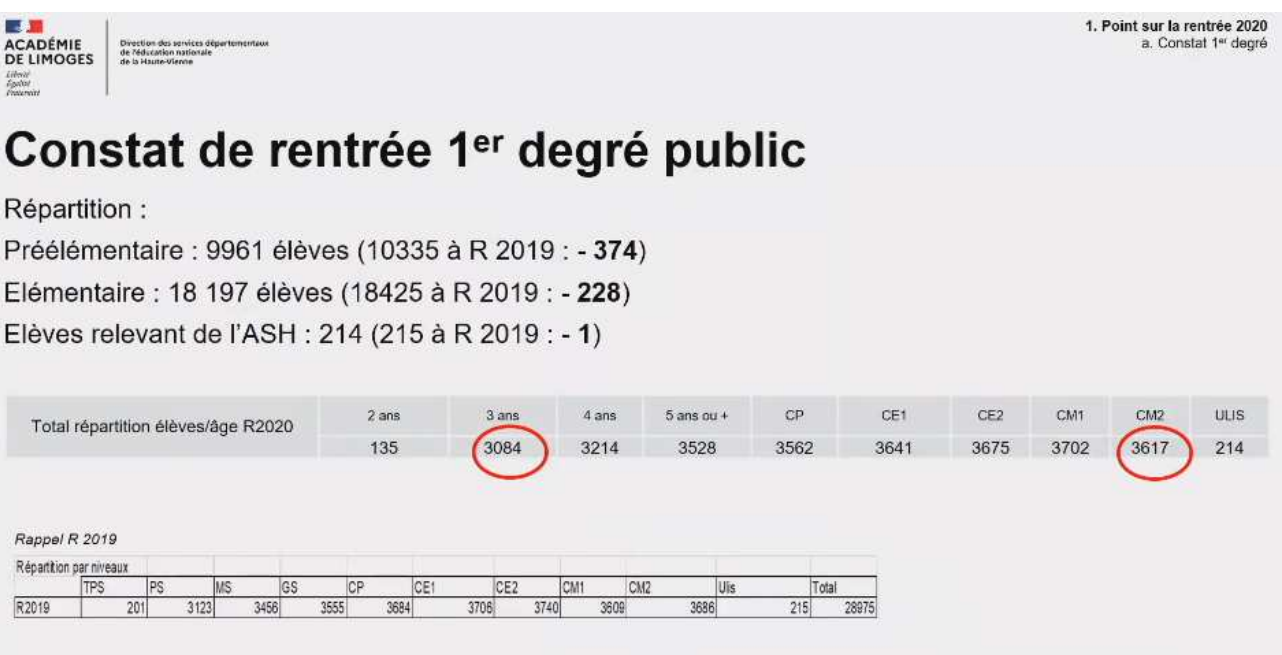 ACADÉMIE
DE LIMOGES
Liberté
Égalité
Fraternité
Direction des services départementaux
de l'éducation nationale
de la Haute-Vienne
1. Point sur la rentrée 2020
a. Constat 1er degré
Constat de rentrée 1er degré public
Répartition :
Préélémentaire : 9961 élèves (10335 à R 2019 : - 374)
Elémentaire : 18 197 élèves (18425 à R 2019 : - 228)
Elèves relevant de l'ASH : 214 (215 à R 2019 : - 1)
Total répartition élèves/âge R2020 2 ans 3 ans 4 ans 5 ans ou + CP CE1 CE2 CM1 CM2 ULIS
135 3084 3214 3528 3562 3641 3675 3702 3617 214
Rappel R 2019
Répartition par niveaux
TPS PS MS GS CP CE1 CE2 CM1 CM2 Ulis Total
R2019 201 3123 3456 3555 3684 3706 3740 3609 3686 215 28975